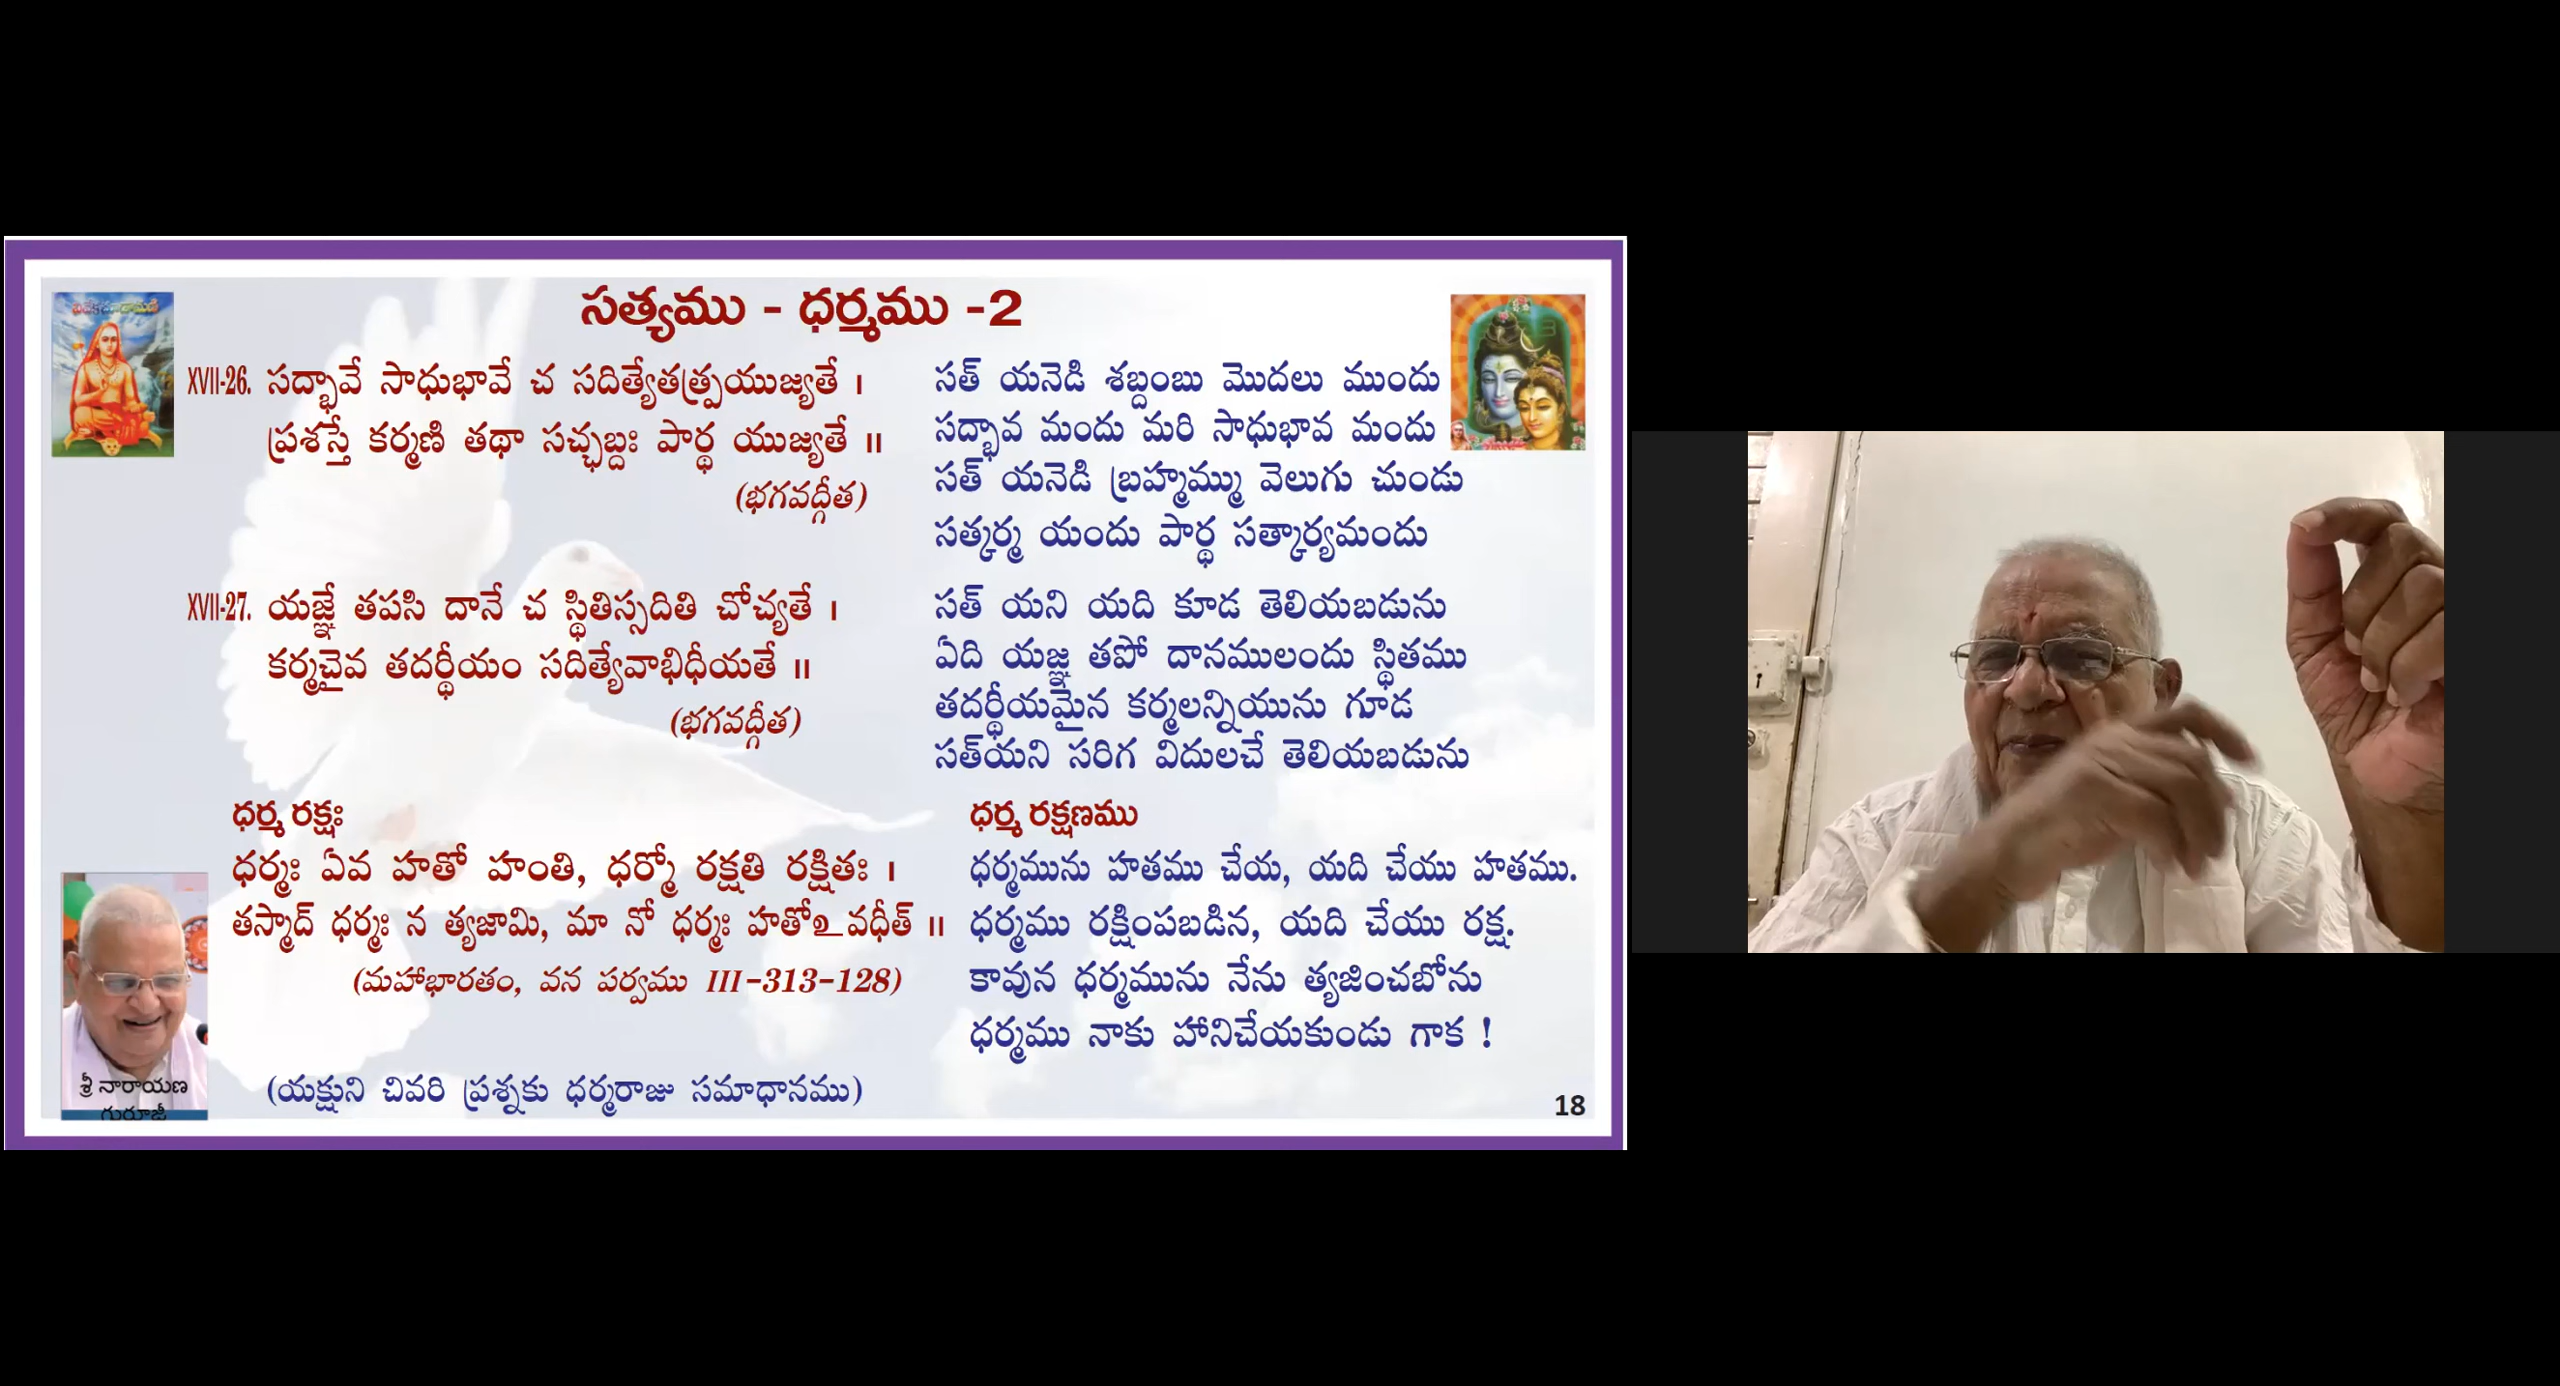 సత్యము - ధర్మము -2
XVII-26. సద్భావే సాధుభావే చ సదిత్యేతత్ప్రయుజ్యతే ।
ప్రశస్తే కర్మణి తథా సచ్ఛబ్దః పార్థ యుజ్యతే ॥
(భగవద్గీత)
సత్ యనెడి శబ్దంబు మొదలు ముందు
సద్భావ మందు మరి సాధుభావ మందు
సత్ యనెడి బ్రహ్మమ్ము వెలుగు చుండు
సత్కర్మ యందు పార్థ సత్కార్యమందు
XVII-27. యజ్ఞే తపసి దానే చ స్థితిస్సదితి చోచ్యతే ।
కర్మచైవ తదర్థీయం సదిత్యేవాభిధీయతే ॥
(భగవద్గీత)
సత్ యని యది కూడ తెలియబడును
ఏది యజ్ఞ తపో దానములందు స్థితము
తదర్థీయమైన కర్మలన్నియును గూడ
సత్‌యని సరిగ విదులచే తెలియబడును
ధర్మ రక్షః
ధర్మః ఏవ హతో హంతి, ధర్మో రక్షతి రక్షితః ।
తస్మాద్ ధర్మః న త్యజామి, మా నో ధర్మః హతోఽవధీత్ ॥
(మహాభారతం, వన పర్వము III-313-128)
(యక్షుని చివరి ప్రశ్నకు ధర్మరాజు సమాధానము)
ధర్మ రక్షణము
ధర్మమును హతము చేయ, యది చేయు హతము.
ధర్మము రక్షింపబడిన, యది చేయు రక్ష.
కావున ధర్మమును నేను త్యజించబోను
ధర్మము నాకు హానిచేయకుండు గాక !
శ్రీ నారాయణ
గురూజీ
18